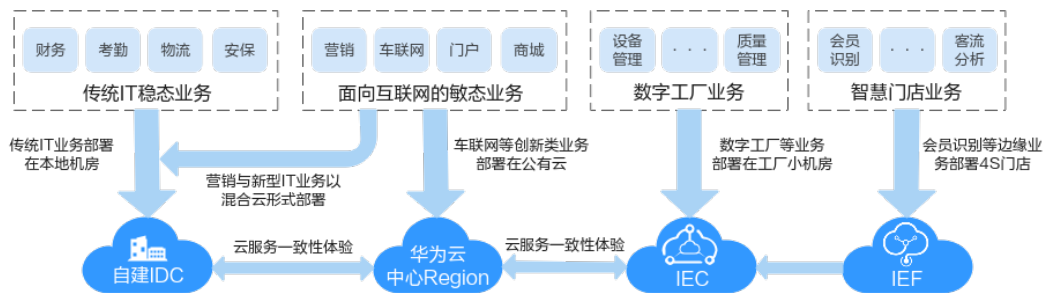 财务
考勤
物流
安保
传统IT稳态业务
营销
车联网
门户
商城
面向互联网的敏态业务
设备
管理
· · ·
质量
管理
数字工厂业务
会员
识别
· · ·
客流
分析
智慧门店业务
传统IT业务部署
在本地机房
营销与新型IT业务以
混合云形式部署
车联网等创新类业务
部署在公有云
数字工厂等业务
部署在工厂小机房
会员识别等边缘业
务部署4S门店
自建IDC
云服务一致性体验
华为云
中心Region
云服务一致性体验
IEC
IEF